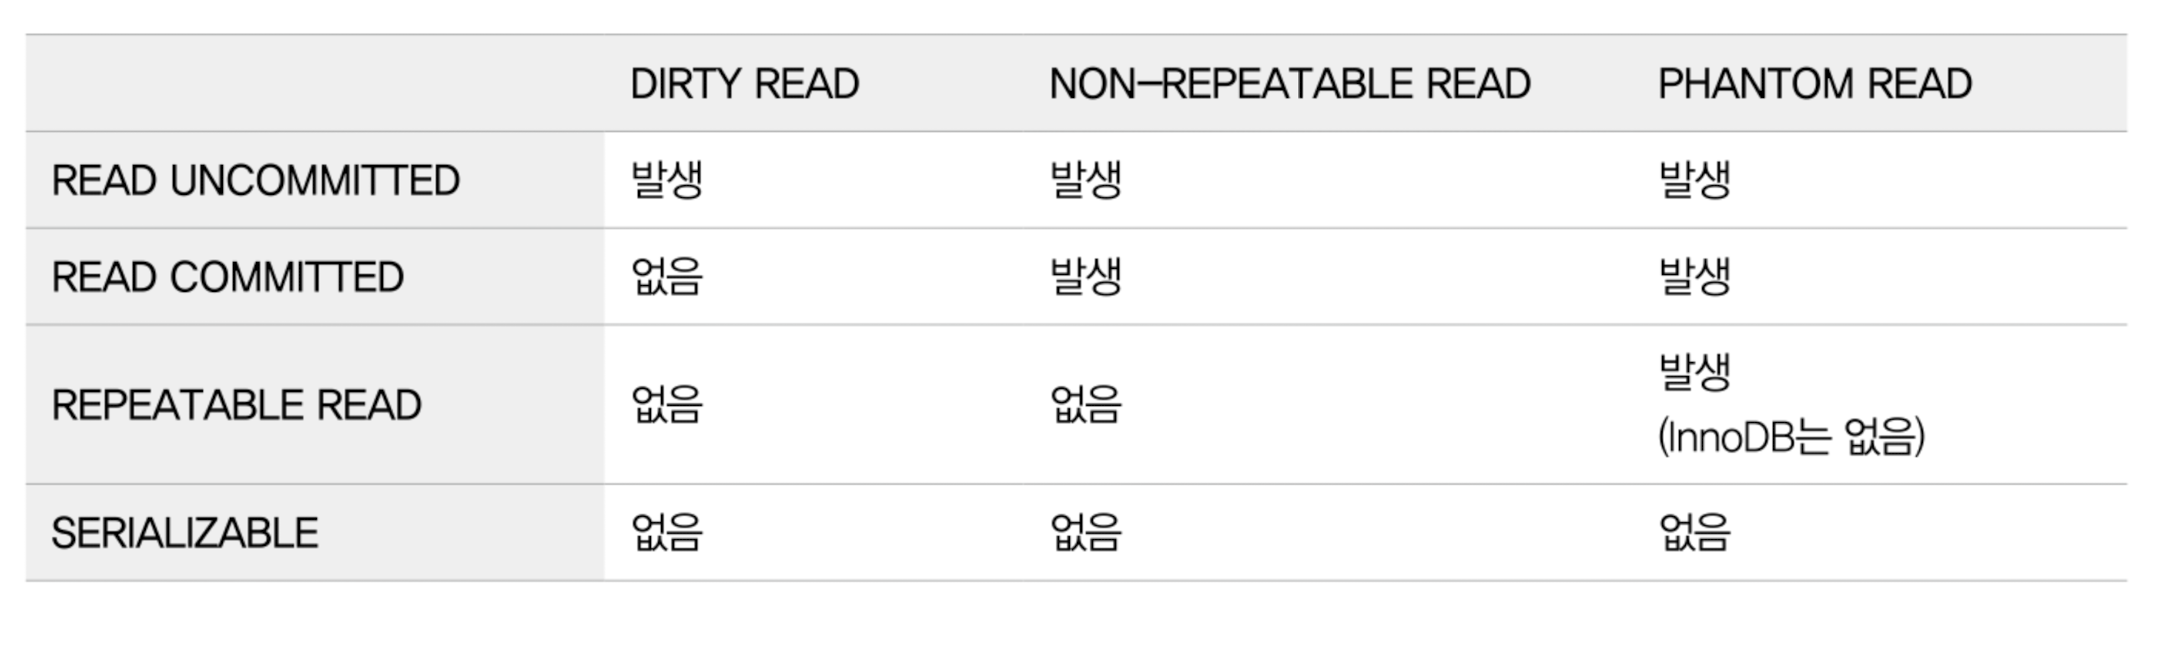 DIRTY READ NON-REPEATABLE READ PHANTOM READ
READ UNCOMMITTED 발생 발생 발생
READ COMMITTED 없음 발생 발생
REPEATABLE READ 없음 없음 발생
(InnoDB는 없음)
SERIALIZABLE 없음 없음 없음